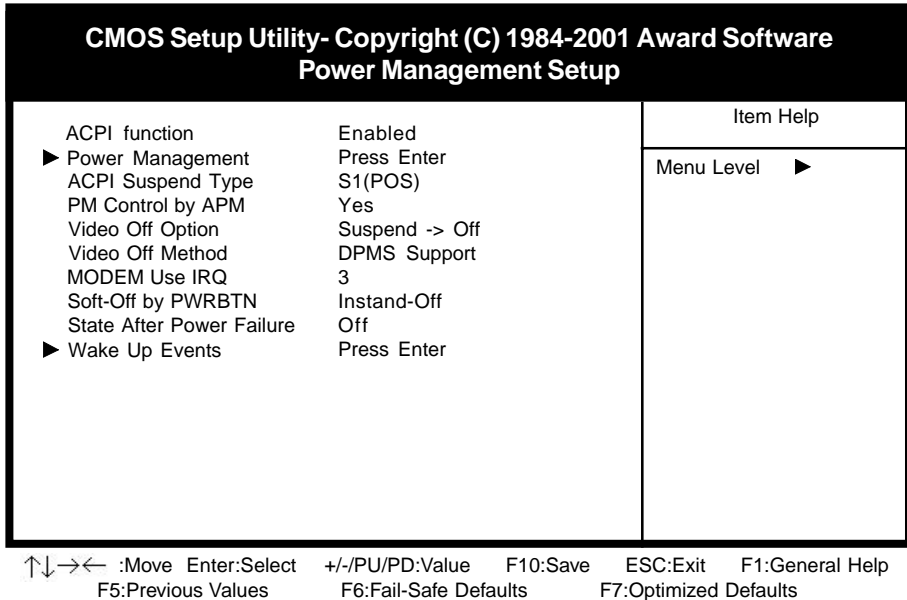 CMOS Setup Utility- Copyright (C) 1984-2001 Award Software
Power Management Setup
ACPI function Enabled
▶ Power Management Press Enter
ACPI Suspend Type S1(POS)
PM Control by APM Yes
Video Off Option Suspend -> Off
Video Off Method DPMS Support
MODEM Use IRQ 3
Soft-Off by PWRBTN Instand-Off
State After Power Failure Off
▶ Wake Up Events Press Enter
Item Help
Menu Level ▶
↑↓→← :Move Enter:Select +/-/PU/PD:Value F10:Save ESC:Exit F1:General Help
F5:Previous Values F6:Fail-Safe Defaults F7:Optimized Defaults